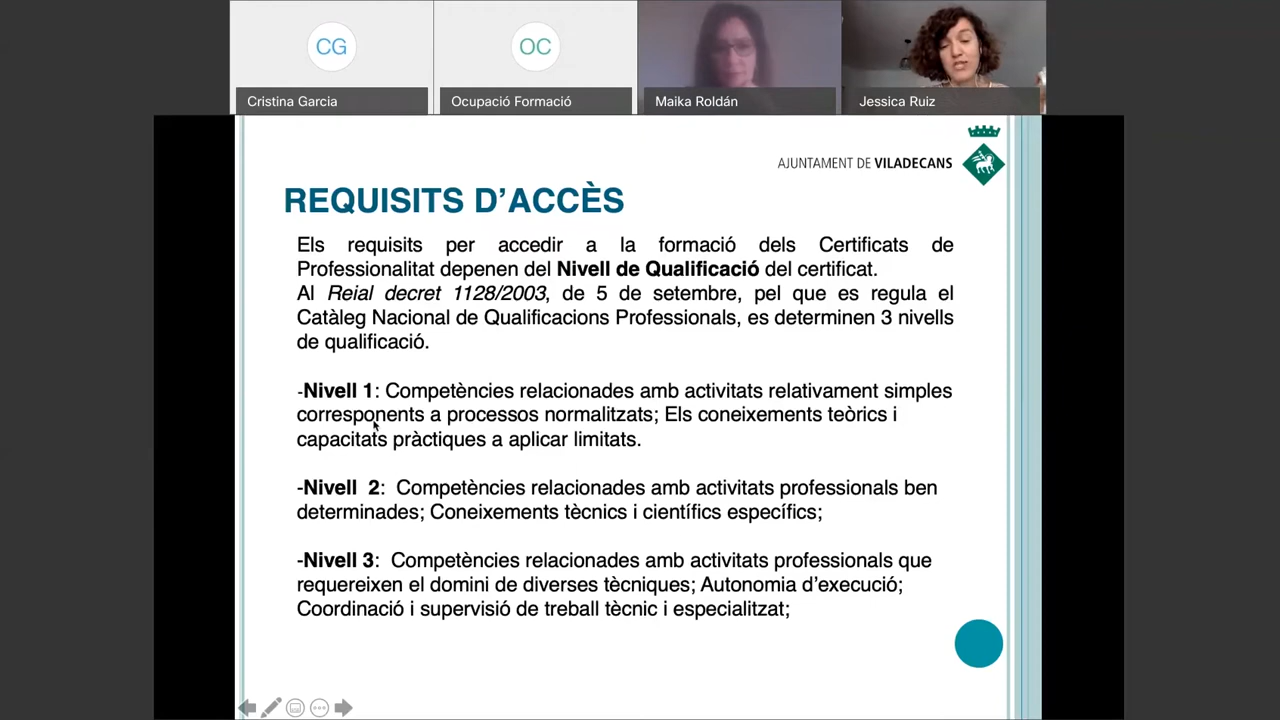 CG
OC
Cristina Garcia
Ocupació Formació
Maika Roldán
Jessica Ruiz
AJUNTAMENT DE VILADECANS
REQUISITS D’ACCÈS
Els requisits per accedir a la formació dels Certificats de
Professionalitat depenen del Nivell de Qualificació del certificat.
Al Reial decret 1128/2003, de 5 de setembre, pel que es regula el
Catàleg Nacional de Qualificacions Professionals, es determinen 3 nivells
de qualificació.
-Nivell 1: Competències relacionades amb activitats relativament simples
corresponents a processos normalitzats; Els coneixements teòrics i
capacitats pràctiques a aplicar limitats.
-Nivell 2: Competències relacionades amb activitats professionals ben
determinades; Coneixements tècnics i científics específics;
-Nivell 3: Competències relacionades amb activitats professionals que
requereixen el domini de diverses tècniques; Autonomia d’execució;
Coordinació i supervisió de treball tècnic i especialitzat;